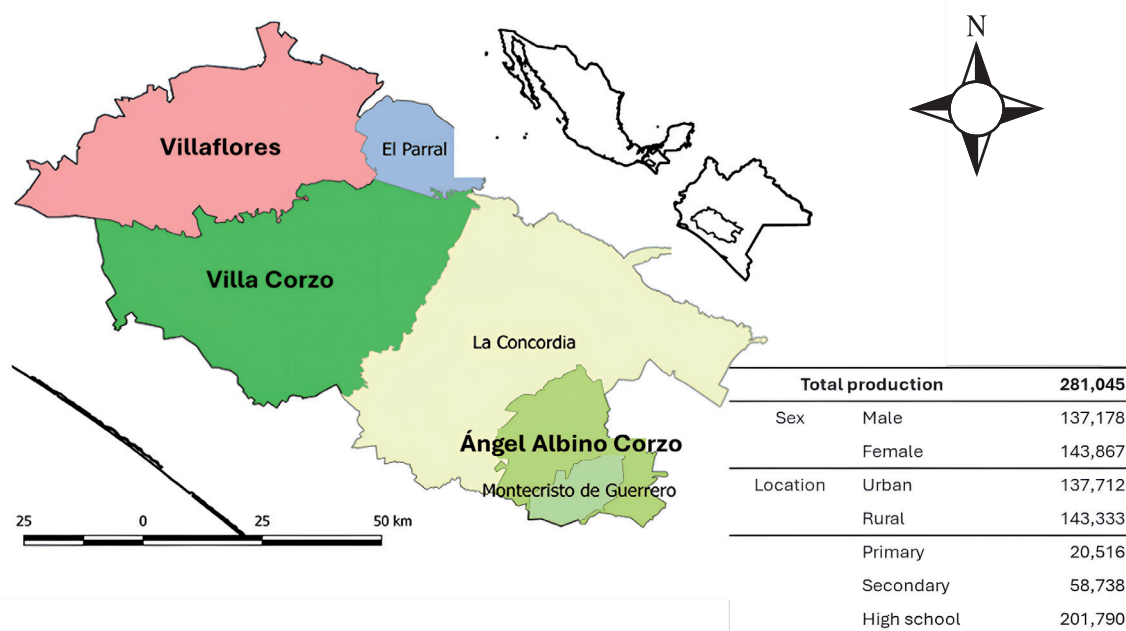 N
Villaflores
El Parral
Villa Corzo
La Concordia
Ángel Albino Corzo
Montecristo de Guerrero
25 0 25 50 km
Total production 281,045
Sex Male 137,178
Female 143,867
Location Urban 137,712
Rural 143,333
Primary 20,516
Secondary 58,738
High school 201,790